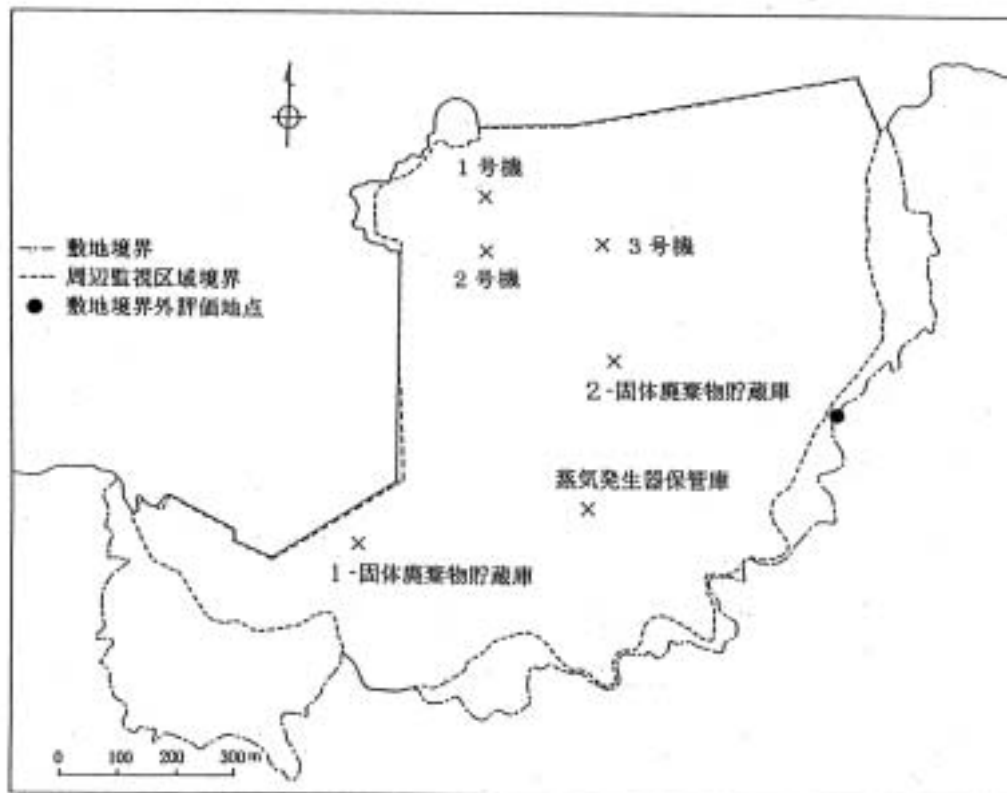 1号機
3号機
2号機
敷地境界
周辺監視区域境界
敷地境界外評価地点
2-固体廃棄物貯蔵庫
蒸気発生器保管庫
1-固体廃棄物貯蔵庫
0 100 200 300m